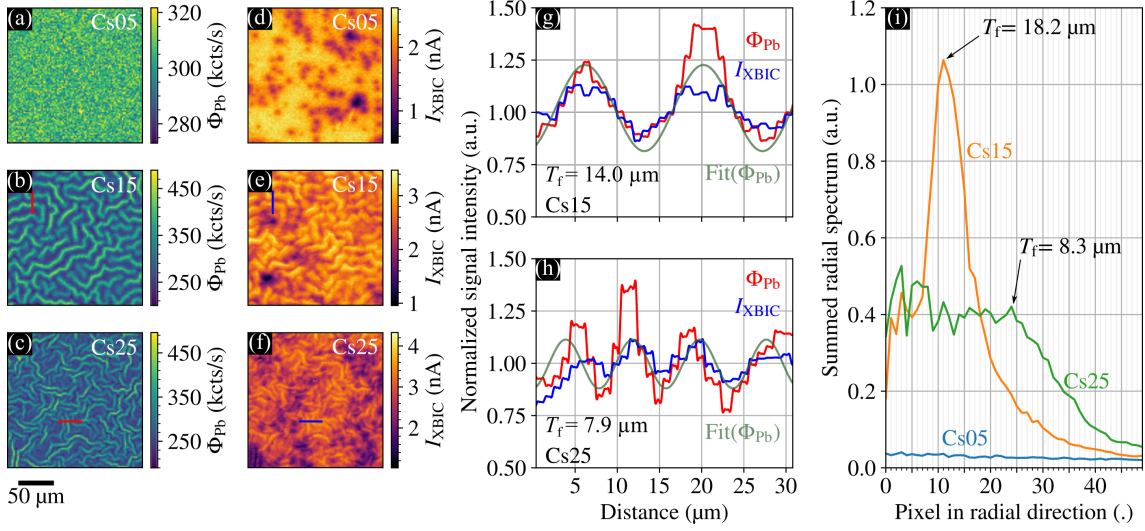 (a)
Cs05
320
300
280
Φ_Pb (kcts/s)
(d)
2
1
I_XBIC (nA)
(b)
Cs15
450
350
250
Φ_Pb (kcts/s)
(e)
3
2
1
I_XBIC (nA)
(c)
Cs25
450
350
250
Φ_Pb (kcts/s)
(f)
4
3
2
I_XBIC (nA)
50 μm
(g)
1.50
1.25
1.00
0.75
0.50
Φ_Pb
I_XBIC
T_f = 14.0 μm
Fit(Φ_Pb)
Cs15
Normalized signal intensity (a.u.)
(h)
1.50
1.25
1.00
0.75
0.50
Φ_Pb
I_XBIC
T_f = 7.9 μm
Fit(Φ_Pb)
Cs25
5 10 15 20 25 30
Distance (μm)
(i)
T_f = 18.2 μm
Cs15
T_f = 8.3 μm
Cs25
Cs05
Summed radial spectrum (a.u.)
1.2
1.0
0.8
0.6
0.4
0.2
0.0
0 10 20 30 40
Pixel in radial direction (.)